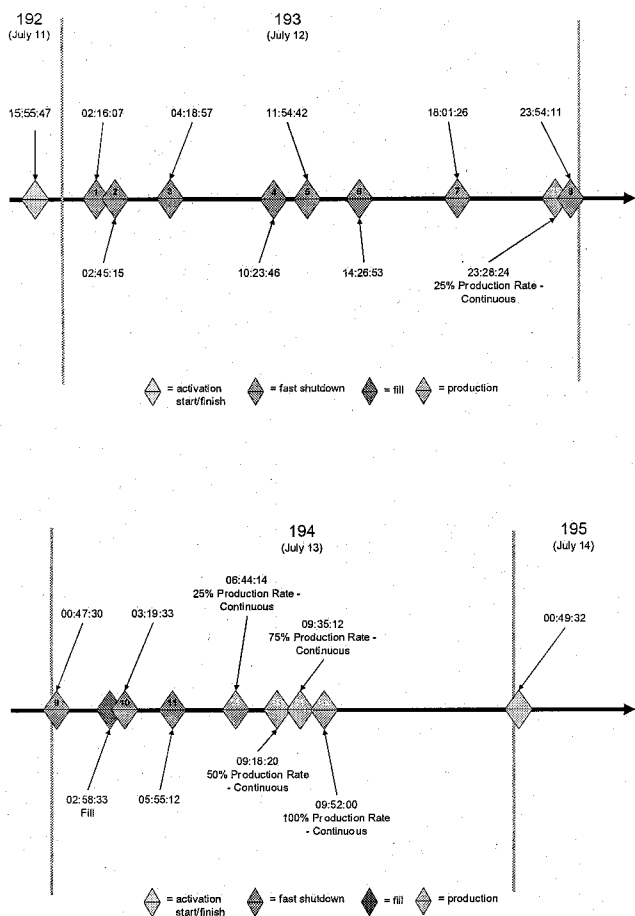 192
(July 11)
193
(July 12)
15:55:47
02:16:07
04:18:57
11:54:42
18:01:26
23:54:11
1
2
3
4
5
6
7
8
02:45:15
10:23:46
14:26:53
23:28:24
25% Production Rate -
Continuous
= activation
start/finish
= fast shutdown
= fill
= production
194
(July 13)
195
(July 14)
06:44:14
25% Production Rate -
Continuous
00:47:30
03:19:33
09:35:12
75% Production Rate -
Continuous
00:49:32
9
10
11
02:58:33
Fill
05:55:12
09:18:20
50% Production Rate
- Continuous
09:52:00
100% Production Rate
- Continuous
= activation
start/finish
= fast shutdown
= fill
= production